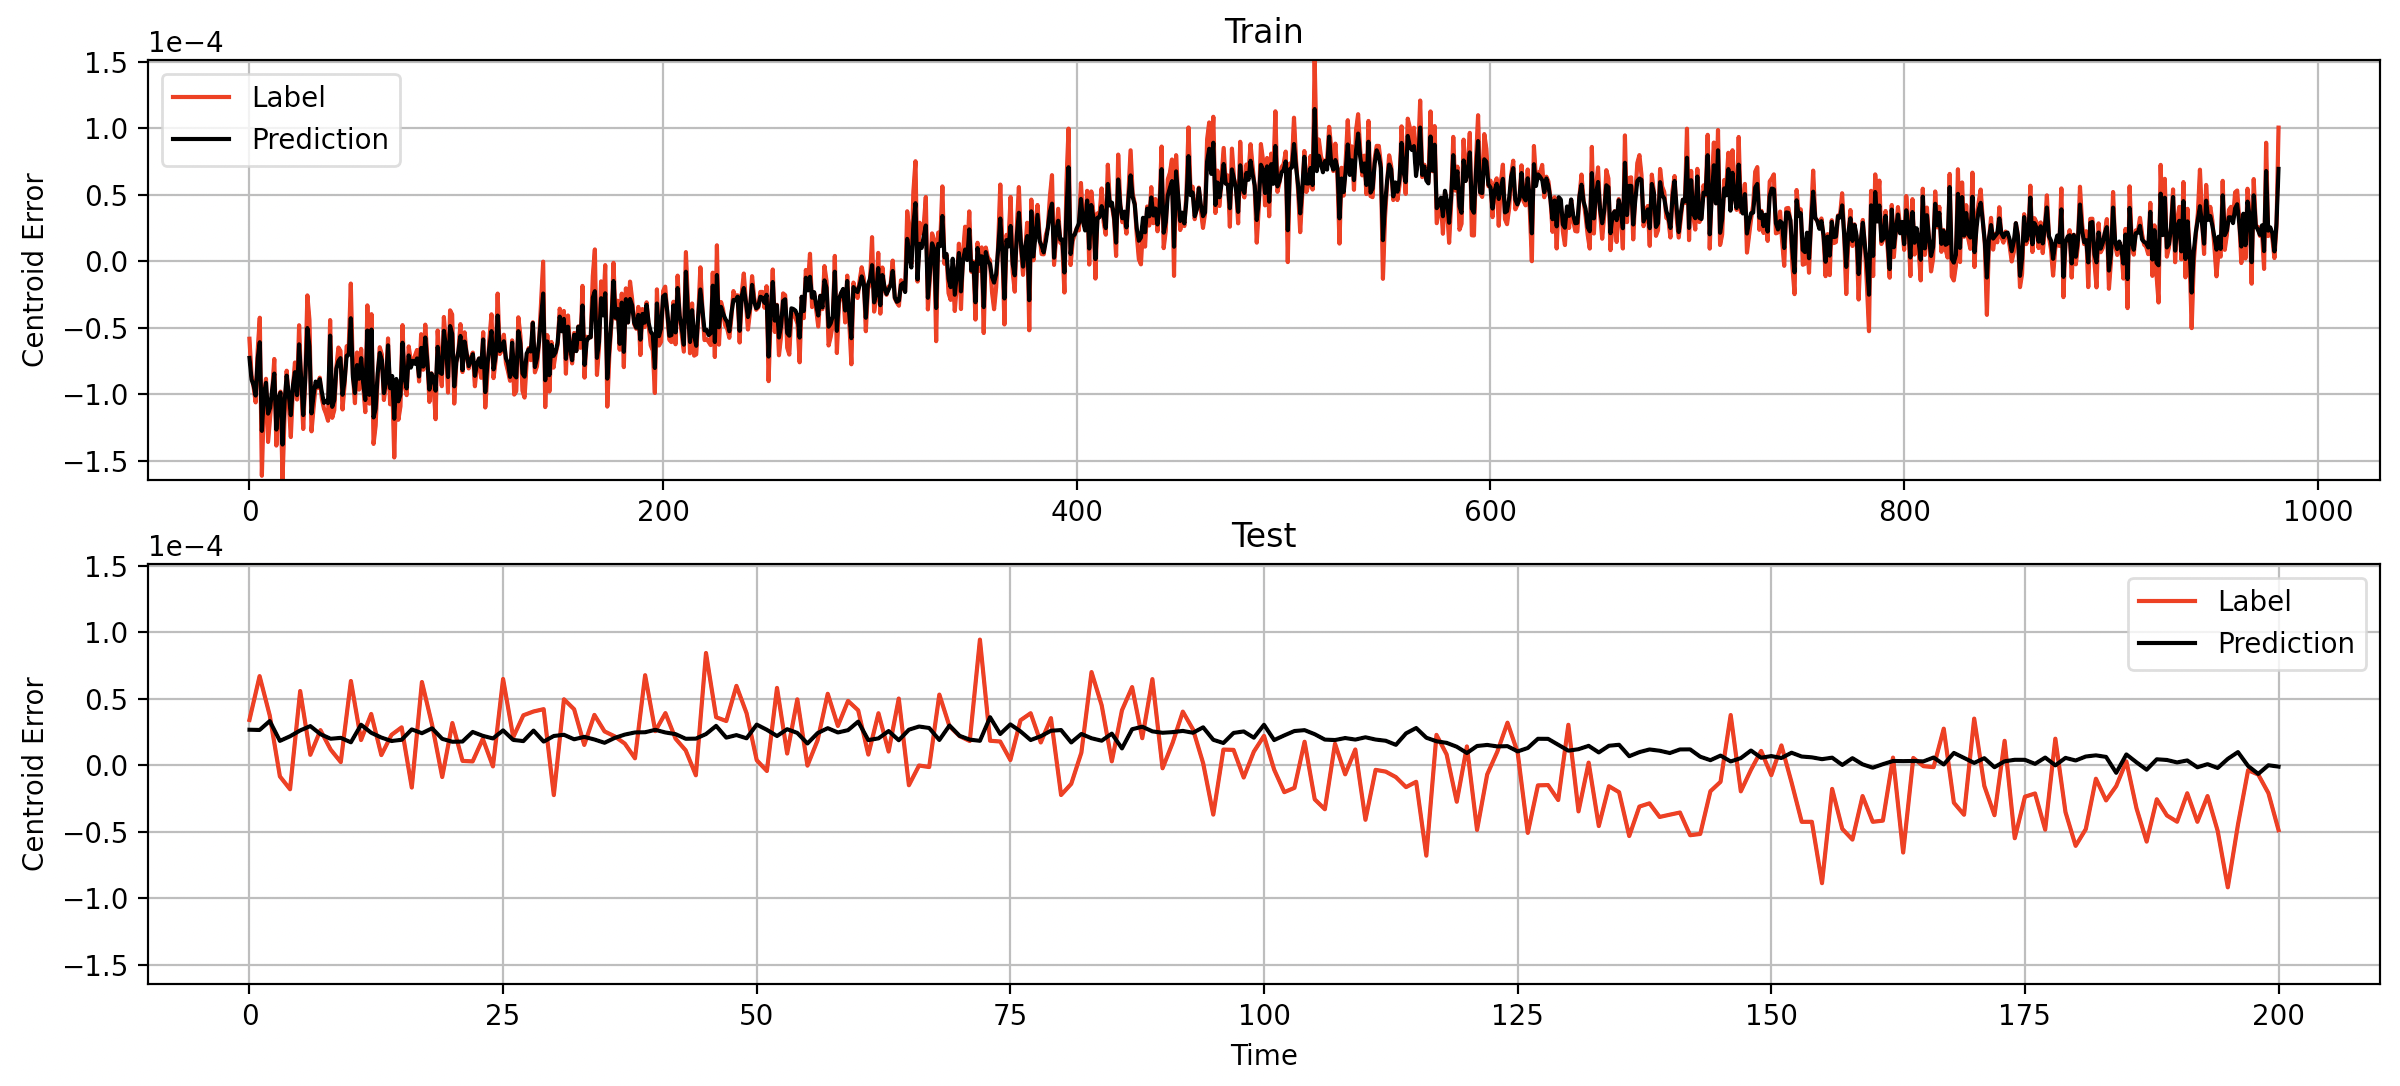 Train
1e−4
1.5
1.0
0.5
0.0
−0.5
−1.0
−1.5
Centroid Error
Label
Prediction
0 200 400 600 800 1000
Test
1e−4
1.5
1.0
0.5
0.0
−0.5
−1.0
−1.5
Centroid Error
Label
Prediction
0 25 50 75 100 125 150 175 200
Time